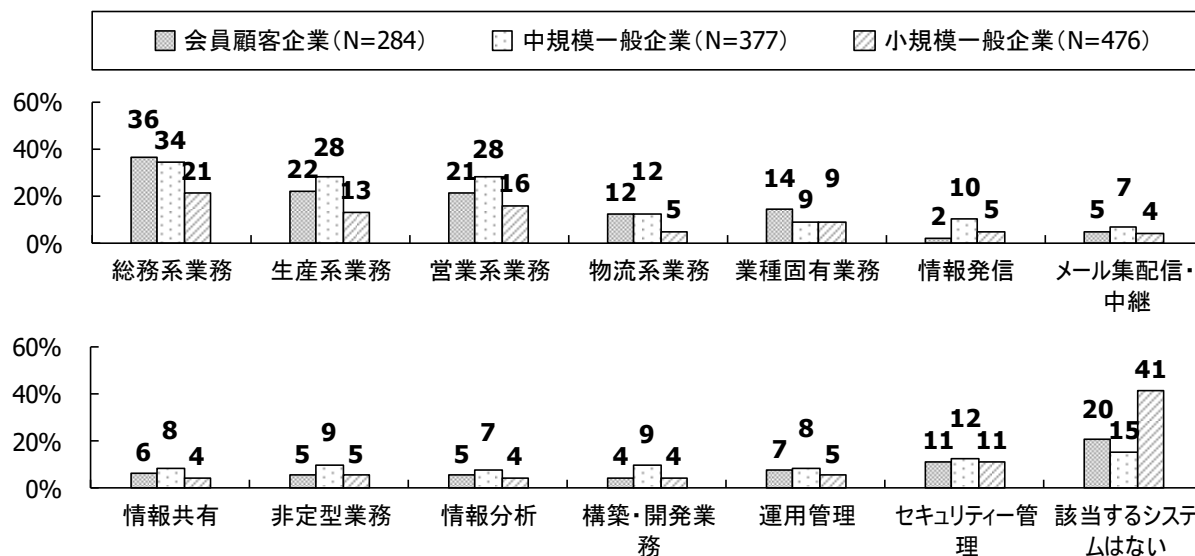 会員顧客企業(N=284) 中規模一般企業(N=377) 小規模一般企業(N=476)
60%
40%
20%
0%
36 34 21 22 28 13 21 28 16 12 12 5 14 9 9 2 10 5 5 7 4
総務系業務 生産系業務 営業系業務 物流系業務 業種固有業務 情報発信 メール集配信・
中継
60%
40%
20%
0%
6 8 4 5 9 5 5 7 4 4 9 4 7 8 5 11 12 11 20 15 41
情報共有 非定型業務 情報分析 構築・開発業 運用管理 セキュリティー管 該当するシステ
務 理 ムはない